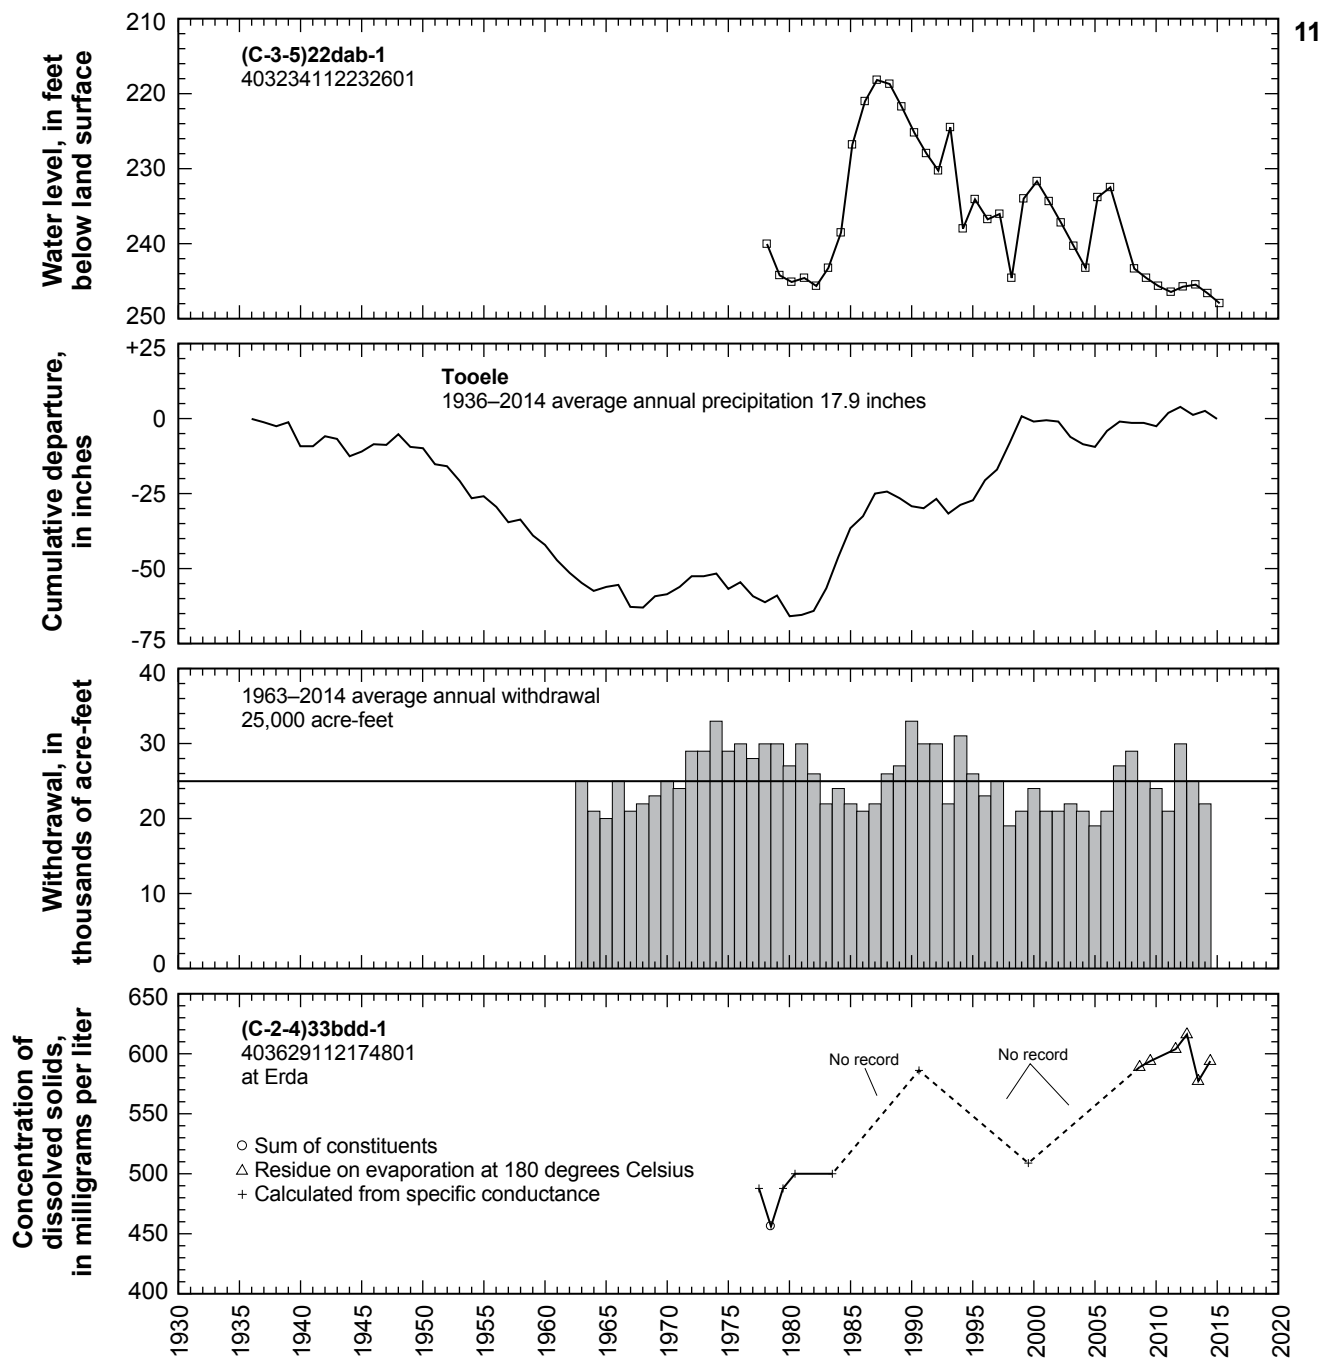 11
Water level, in feet
below land surface
210
220
230
240
250
(C-3-5)22dab-1
403234112232601
Cumulative departure,
in inches
+25
0
-25
-50
-75
Tooele
1936–2014 average annual precipitation 17.9 inches
Withdrawal, in
thousands of acre-feet
40
30
20
10
0
1963–2014 average annual withdrawal
25,000 acre-feet
Concentration of
dissolved solids,
in milligrams per liter
650
600
550
500
450
400
(C-2-4)33bdd-1
403629112174801
at Erda
No record
No record
Sum of constituents
Residue on evaporation at 180 degrees Celsius
Calculated from specific conductance
1930
1935
1940
1945
1950
1955
1960
1965
1970
1975
1980
1985
1990
1995
2000
2005
2010
2015
2020